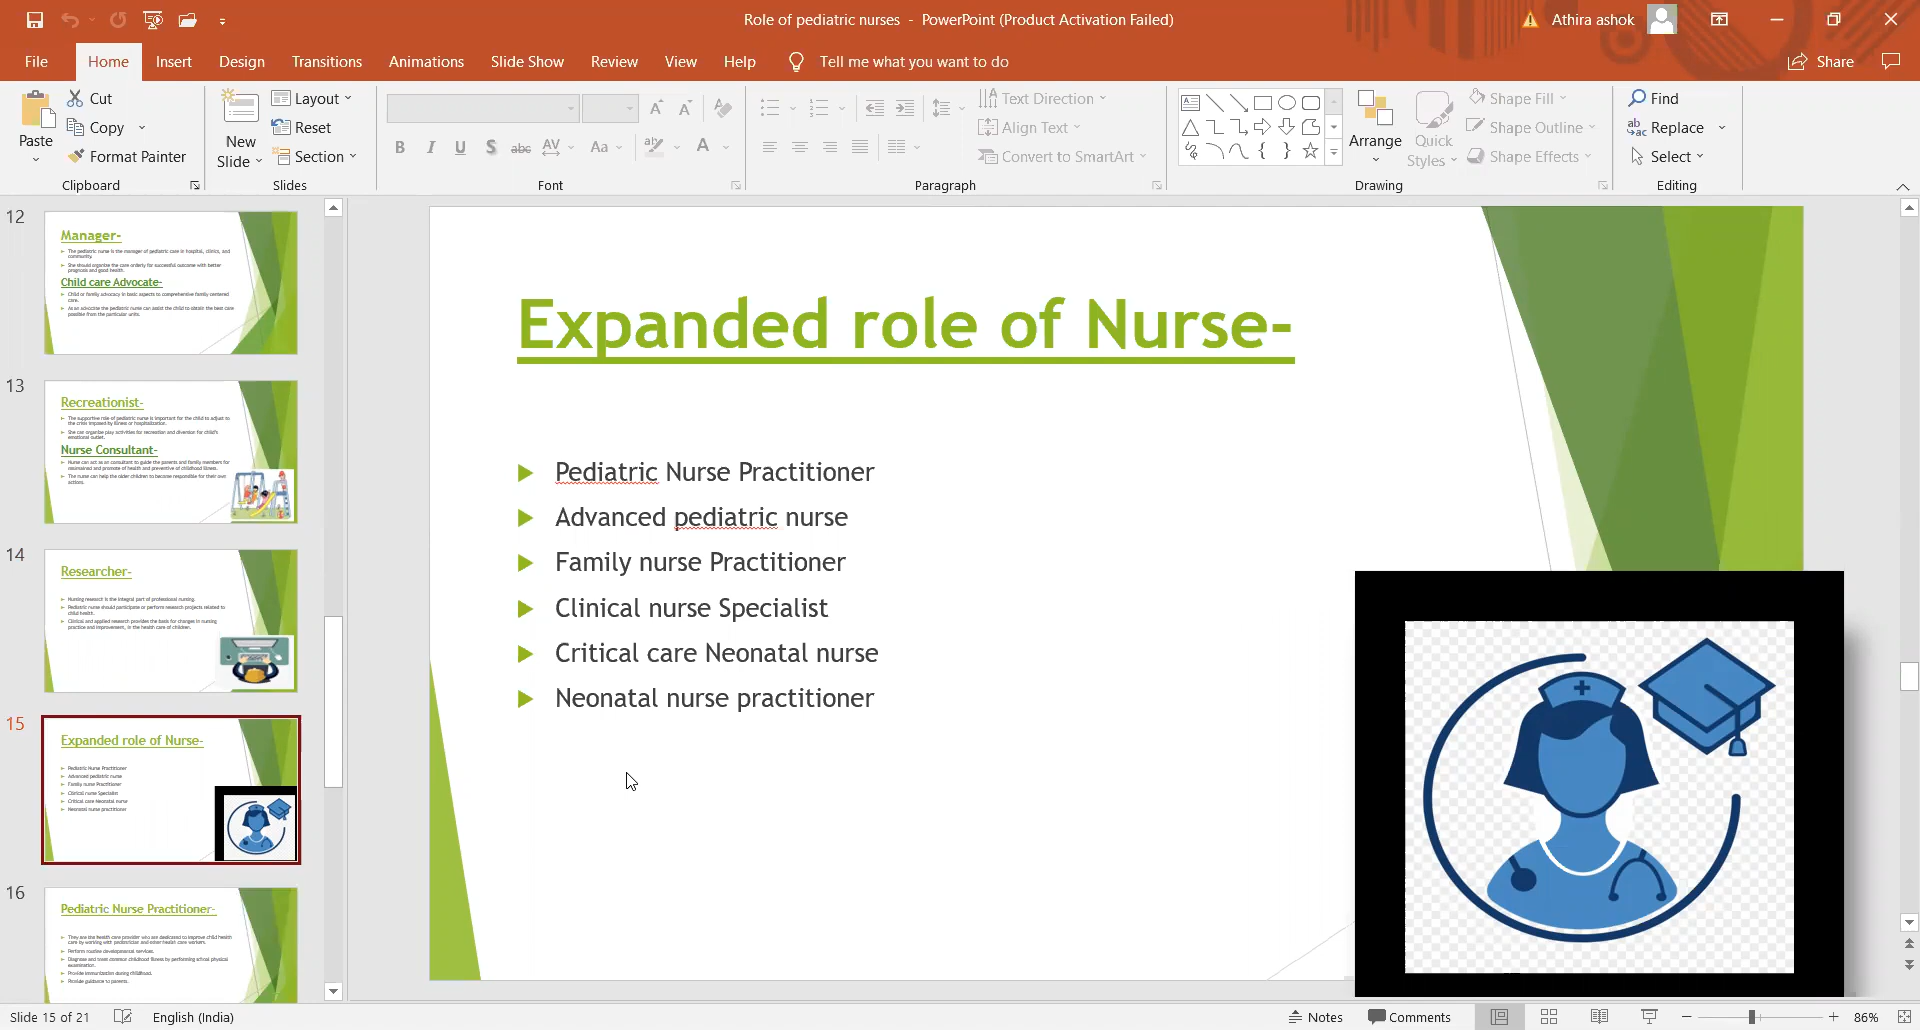 Role of pediatric nurses - PowerPoint (Product Activation Failed)
Athira ashok
File Home Insert Design Transitions Animations Slide Show Review View Help Tell me what you want to do
Share
Paste
Cut
Copy
Format Painter
Clipboard
New
Slide
Layout
Reset
Section
Slides
Font
Text Direction
Align Text
Convert to SmartArt
Paragraph
Arrange
Quick
Styles
Shape Fill
Shape Outline
Shape Effects
Drawing
Find
Replace
Select
Editing
12
Manager-
The pediatric nurse is the manager of pediatric care in hospital, clinics, and
community.
She should organize the care orderly for successful outcome with better
prognosis and good health.
Child care Advocate-
Child or family advocacy in basic aspects to comprehensive family centered
care.
As an advocate the pediatric nurse can assist the child to obtain the best care
possible from the particular units.
13
Recreationist-
The supportive role of pediatric nurse is important for the child to adjust to
the crisis imposed by illness or hospitalization.
She can organize play activities for recreation and diversion for child's
emotional outlet.
Nurse Consultant-
Nurse can act as an consultant to guide the parents and family members for
maintained and promote of health and preventive of childhood illness.
The nurse can help the older children to become responsible for their own
actions.
14
Researcher-
Nursing research is the integral part of professional nursing.
Pediatric nurse should participate or perform research projects related to
child health.
Clinical and applied research provides the basis for changes in nursing
practice and improvement, in the health care of children.
15
Expanded role of Nurse-
Pediatric Nurse Practitioner
Advanced pediatric nurse
Family nurse Practitioner
Clinical nurse Specialist
Critical care Neonatal nurse
Neonatal nurse practitioner
16
Pediatric Nurse Practitioner-
They are the health care provider who are dedicated to improve child health
care by working with pediatrician and other health care workers.
Perform routine developmental services.
Diagnose and treats common childhood illness by performing school physical
examination.
Provide immunization during childhood.
Provide guidance to parents.
Expanded role of Nurse-
Pediatric Nurse Practitioner
Advanced pediatric nurse
Family nurse Practitioner
Clinical nurse Specialist
Critical care Neonatal nurse
Neonatal nurse practitioner
Slide 15 of 21 English (India) Notes Comments 86%